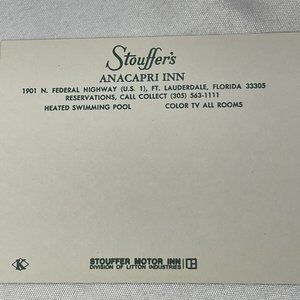 Stouffer's
ANACAPRI INN
1901 N. FEDERAL HIGHWAY (U.S. 1), FT. LAUDERDALE, FLORIDA 33305
RESERVATIONS, CALL COLLECT (305) 563-1111
HEATED SWIMMING POOL COLOR TV ALL ROOMS
K
STOUFFER MOTOR INN
DIVISION OF LITTON INDUSTRIES